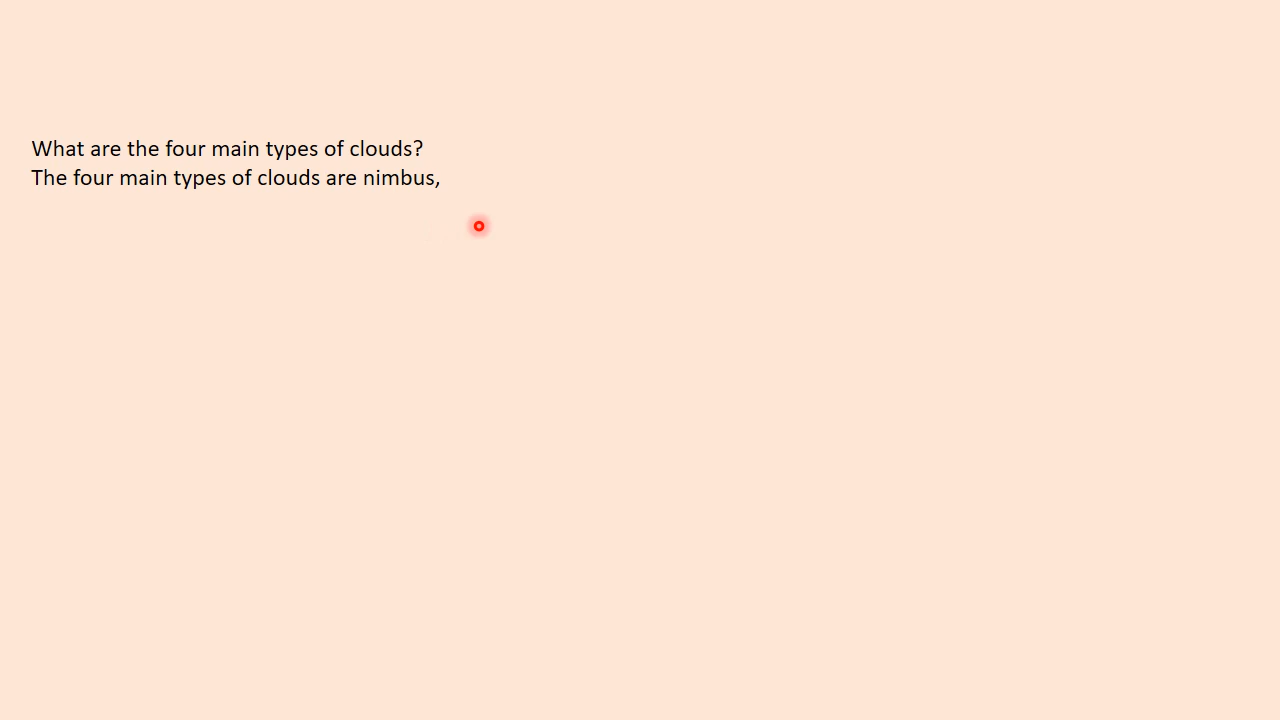 What are the four main types of clouds?
The four main types of clouds are nimbus,